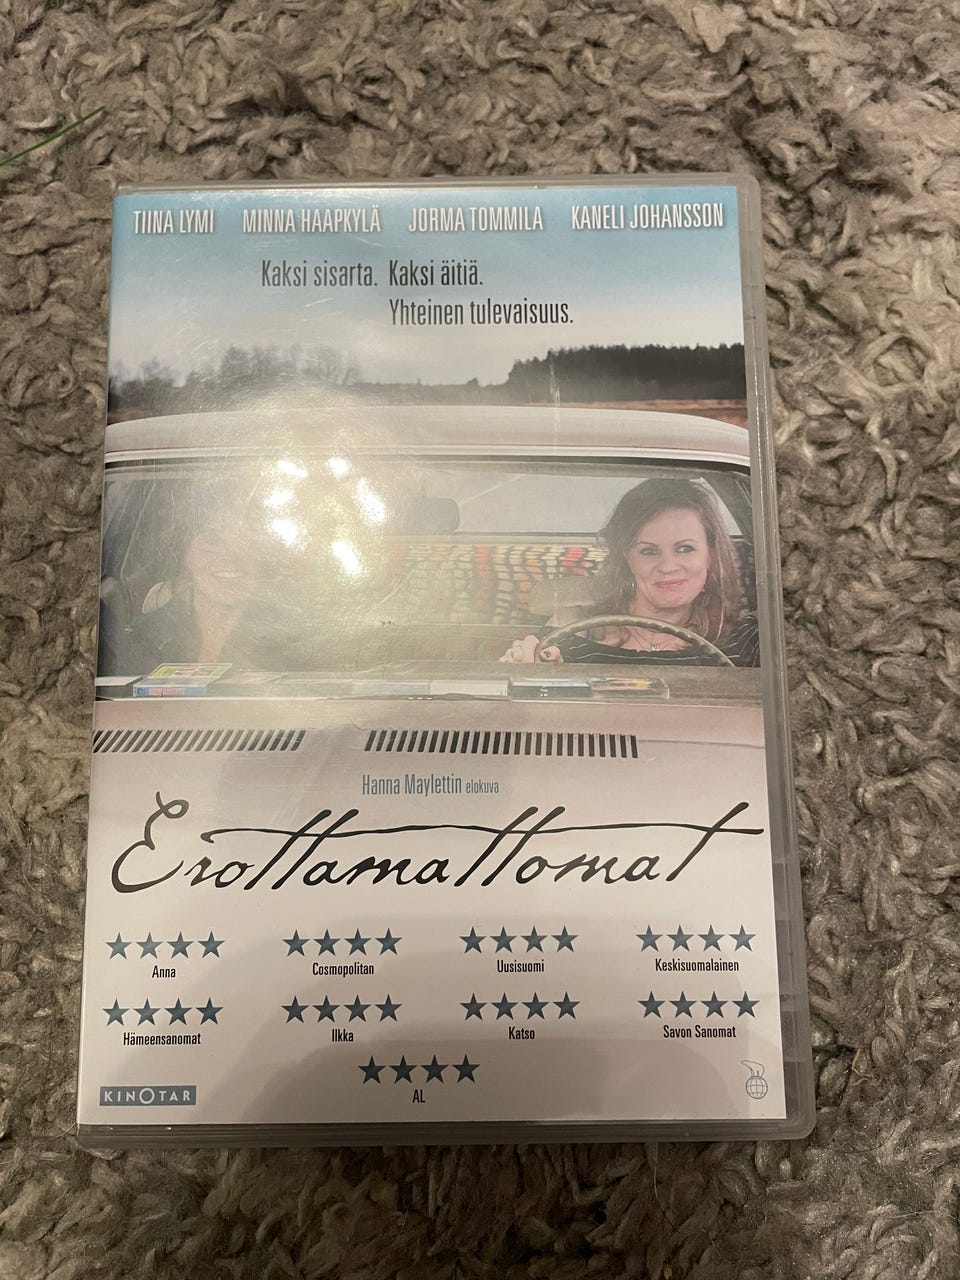 TIINA LYMI MINNA HAAPKYLÄ JORMA TOMMILA KANELI JOHANSSON
Kaksi sisarta. Kaksi äitiä.
Yhteinen tulevaisuus.
Hanna Maylettin elokuva
Erottamattomat
Anna Cosmopolitan Uusisuomi Keskisuomalainen
Hämeensanomat Ilkka Katso Savon Sanomat
AL
KINOTAR